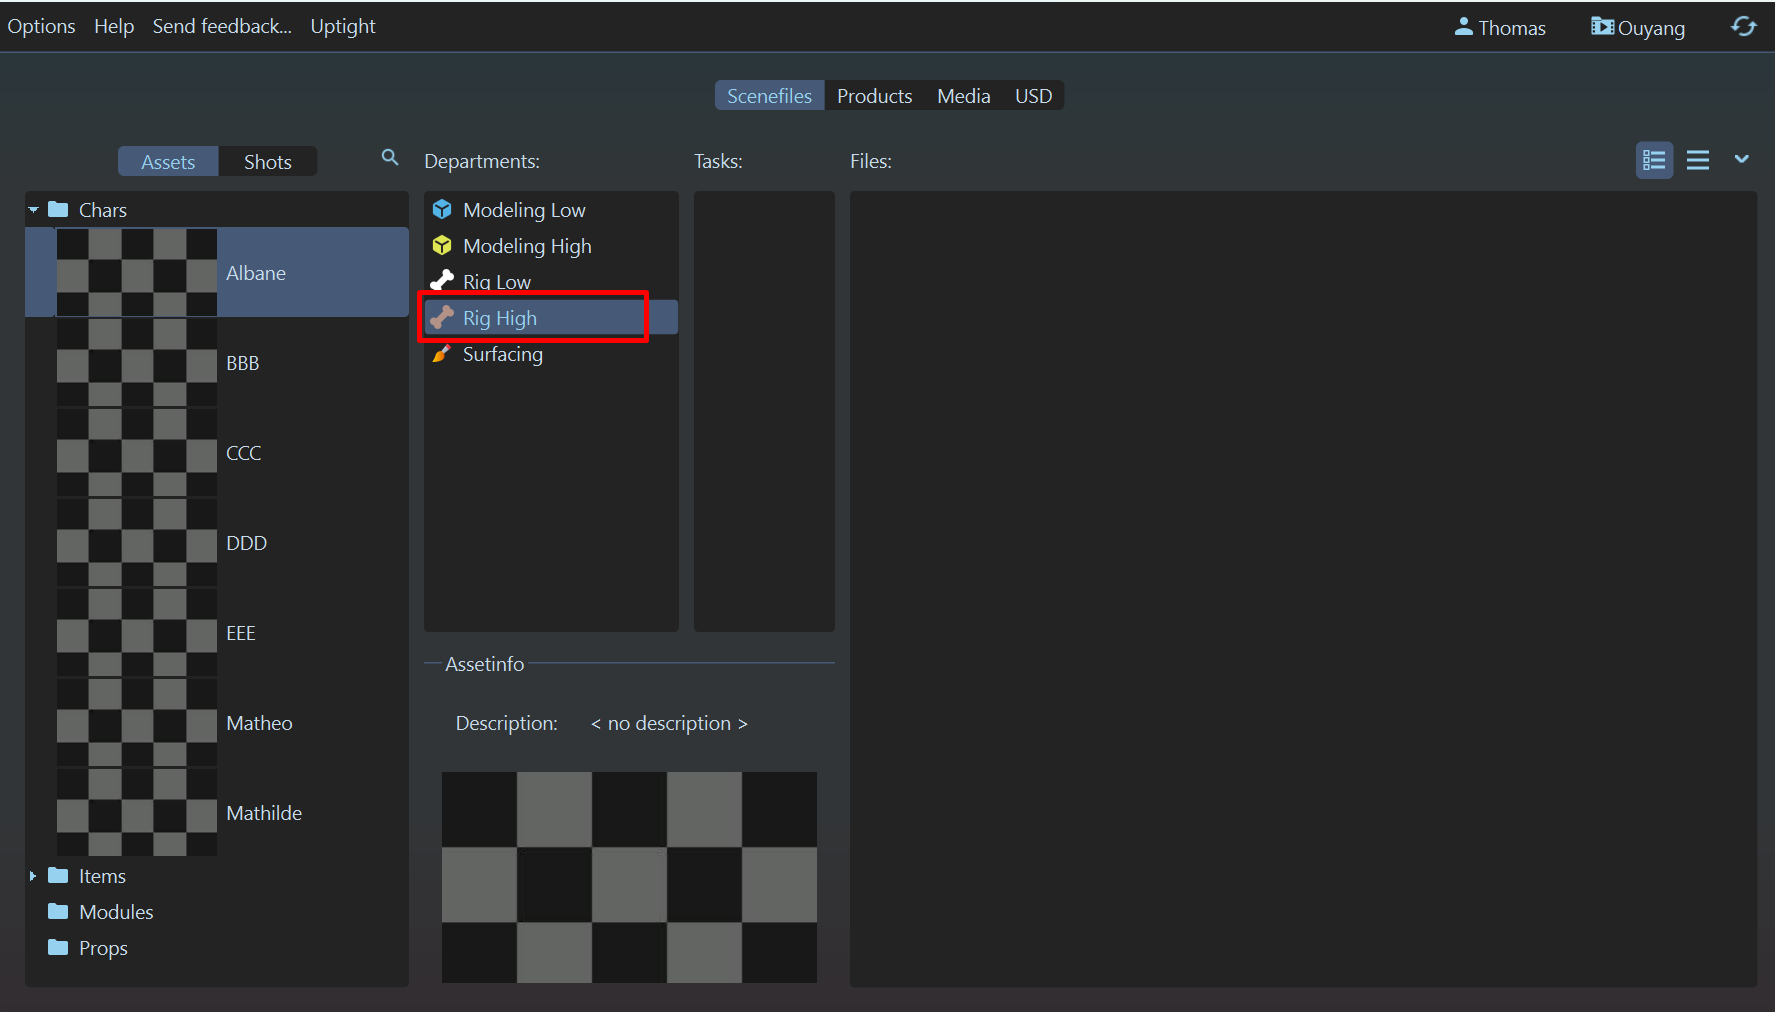 Options Help Send feedback... Uptight Thomas Ouyang
Scenefiles Products Media USD
Assets Shots
Departments:
Tasks:
Files:
Chars
Albane
BBB
CCC
DDD
EEE
Matheo
Mathilde
Items
Modules
Props
Modeling Low
Modeling High
Rig Low
Rig High
Surfacing
Assetinfo
Description: < no description >